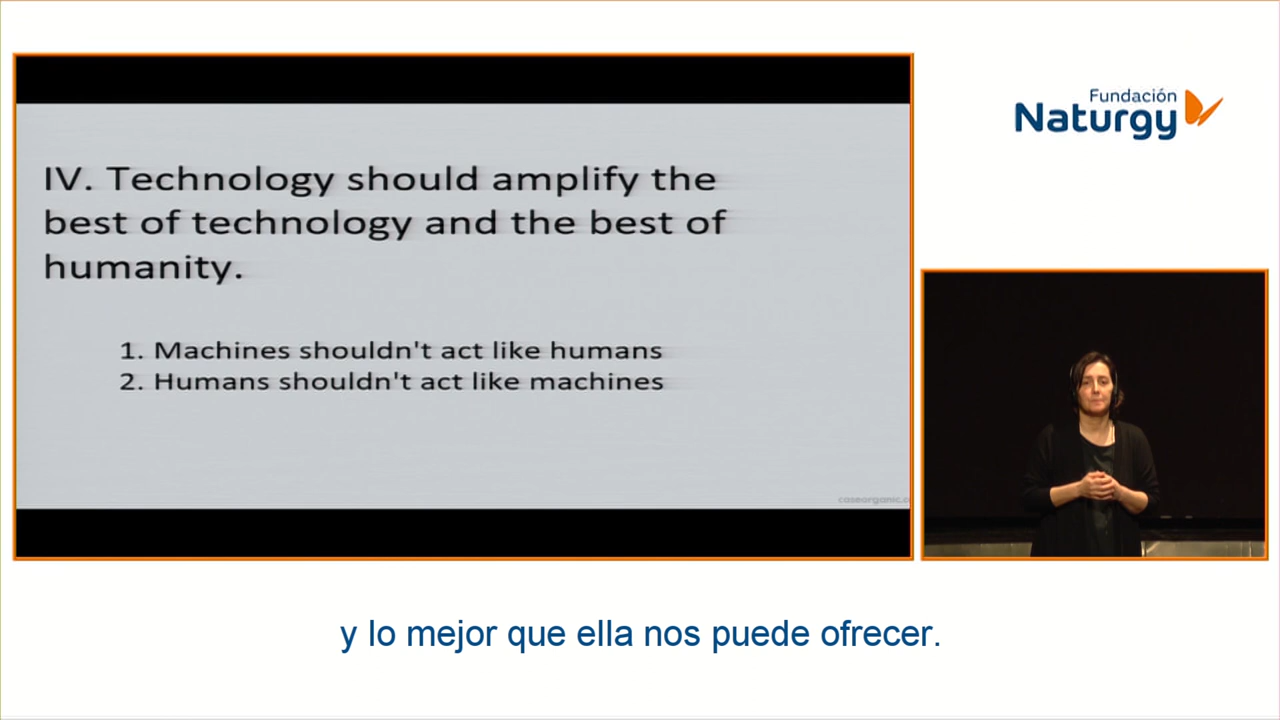 Fundación
Naturgy
IV. Technology should amplify the
best of technology and the best of
humanity.
1. Machines shouldn't act like humans
2. Humans shouldn't act like machines
caseorganic.c
y lo mejor que ella nos puede ofrecer.